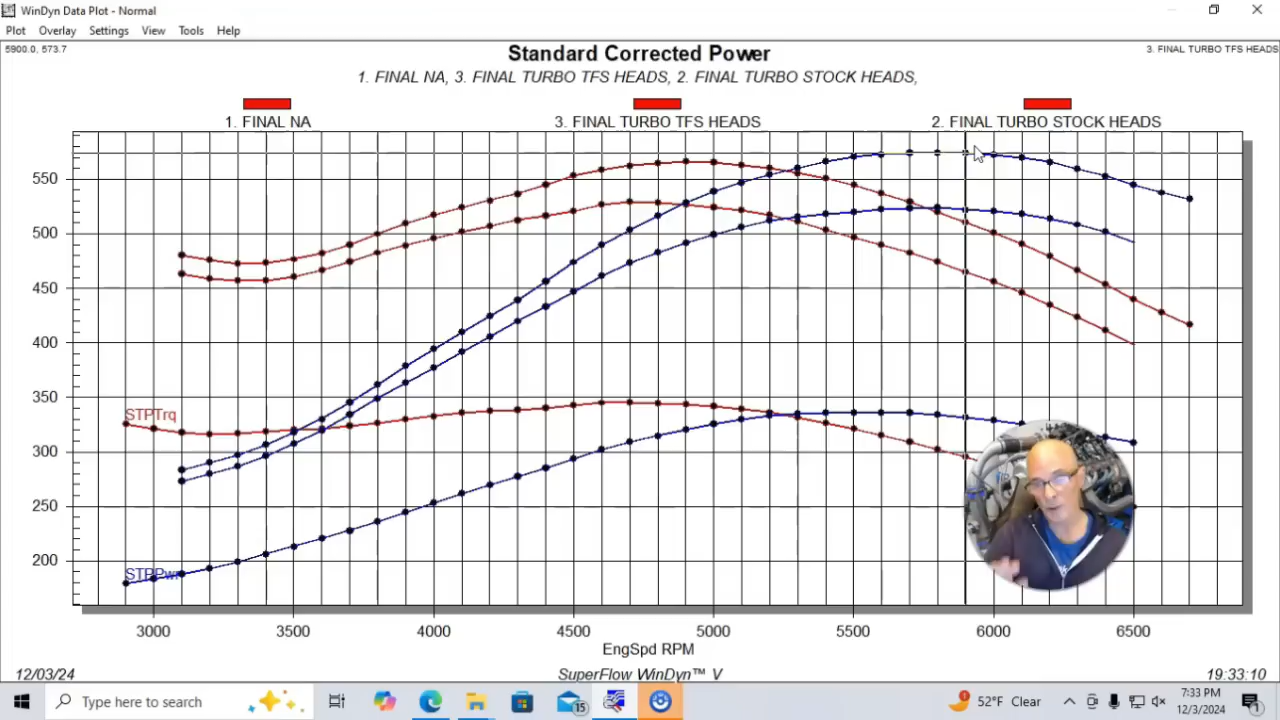 WinDyn Data Plot - Normal
Plot Overlay Settings View Tools Help
5900.0, 573.7
3. FINAL TURBO TFS HEADS
Standard Corrected Power
1. FINAL NA, 3. FINAL TURBO TFS HEADS, 2. FINAL TURBO STOCK HEADS,
1. FINAL NA
3. FINAL TURBO TFS HEADS
2. FINAL TURBO STOCK HEADS
550
500
450
400
350
300
250
200
STPTrq
STPPwr
3000 3500 4000 4500 5000 5500 6000 6500
EngSpd RPM
12/03/24
SuperFlow WinDyn™ V
19:33:10
Type here to search
15
1
52°F Clear
7:33 PM
12/3/2024
1